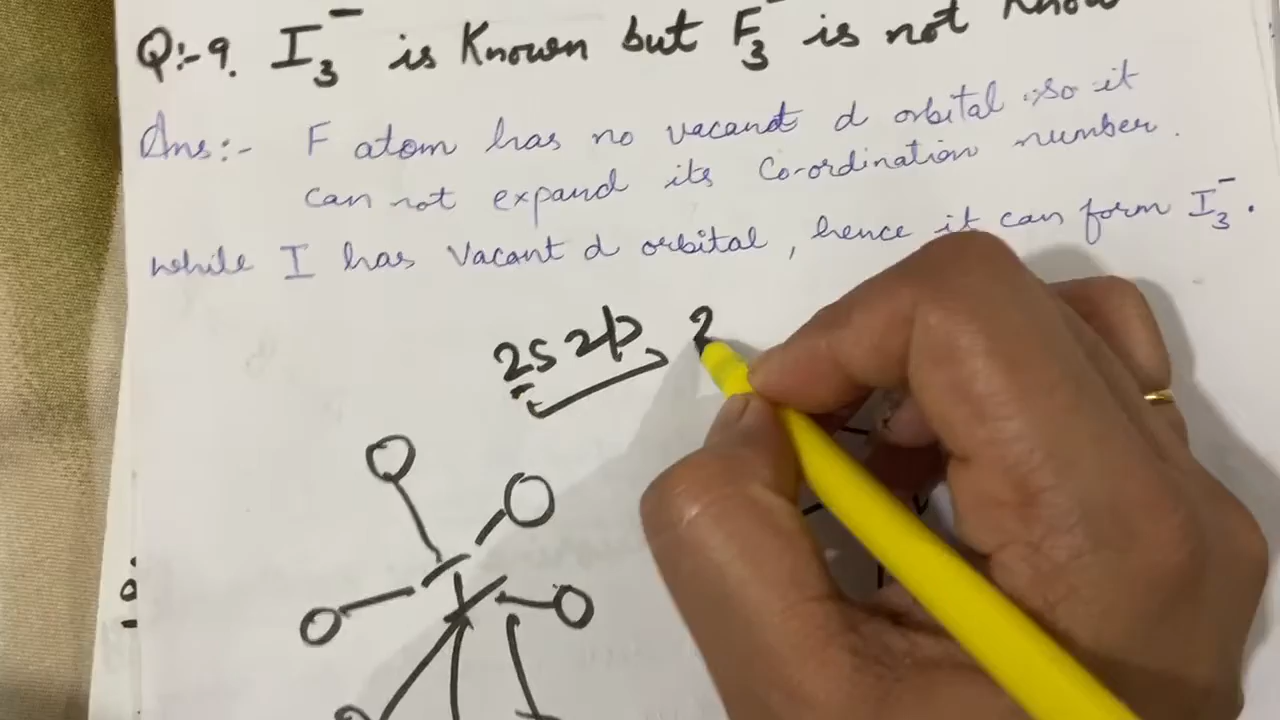 Q:-9. I₃⁻ is Known but F₃⁻ is not Know
Ans:- F atom has no vacant d orbital so it
can not expand its Co-ordination number.
while I has Vacant d orbital, hence it can form I₃⁻.
2s 2p 2